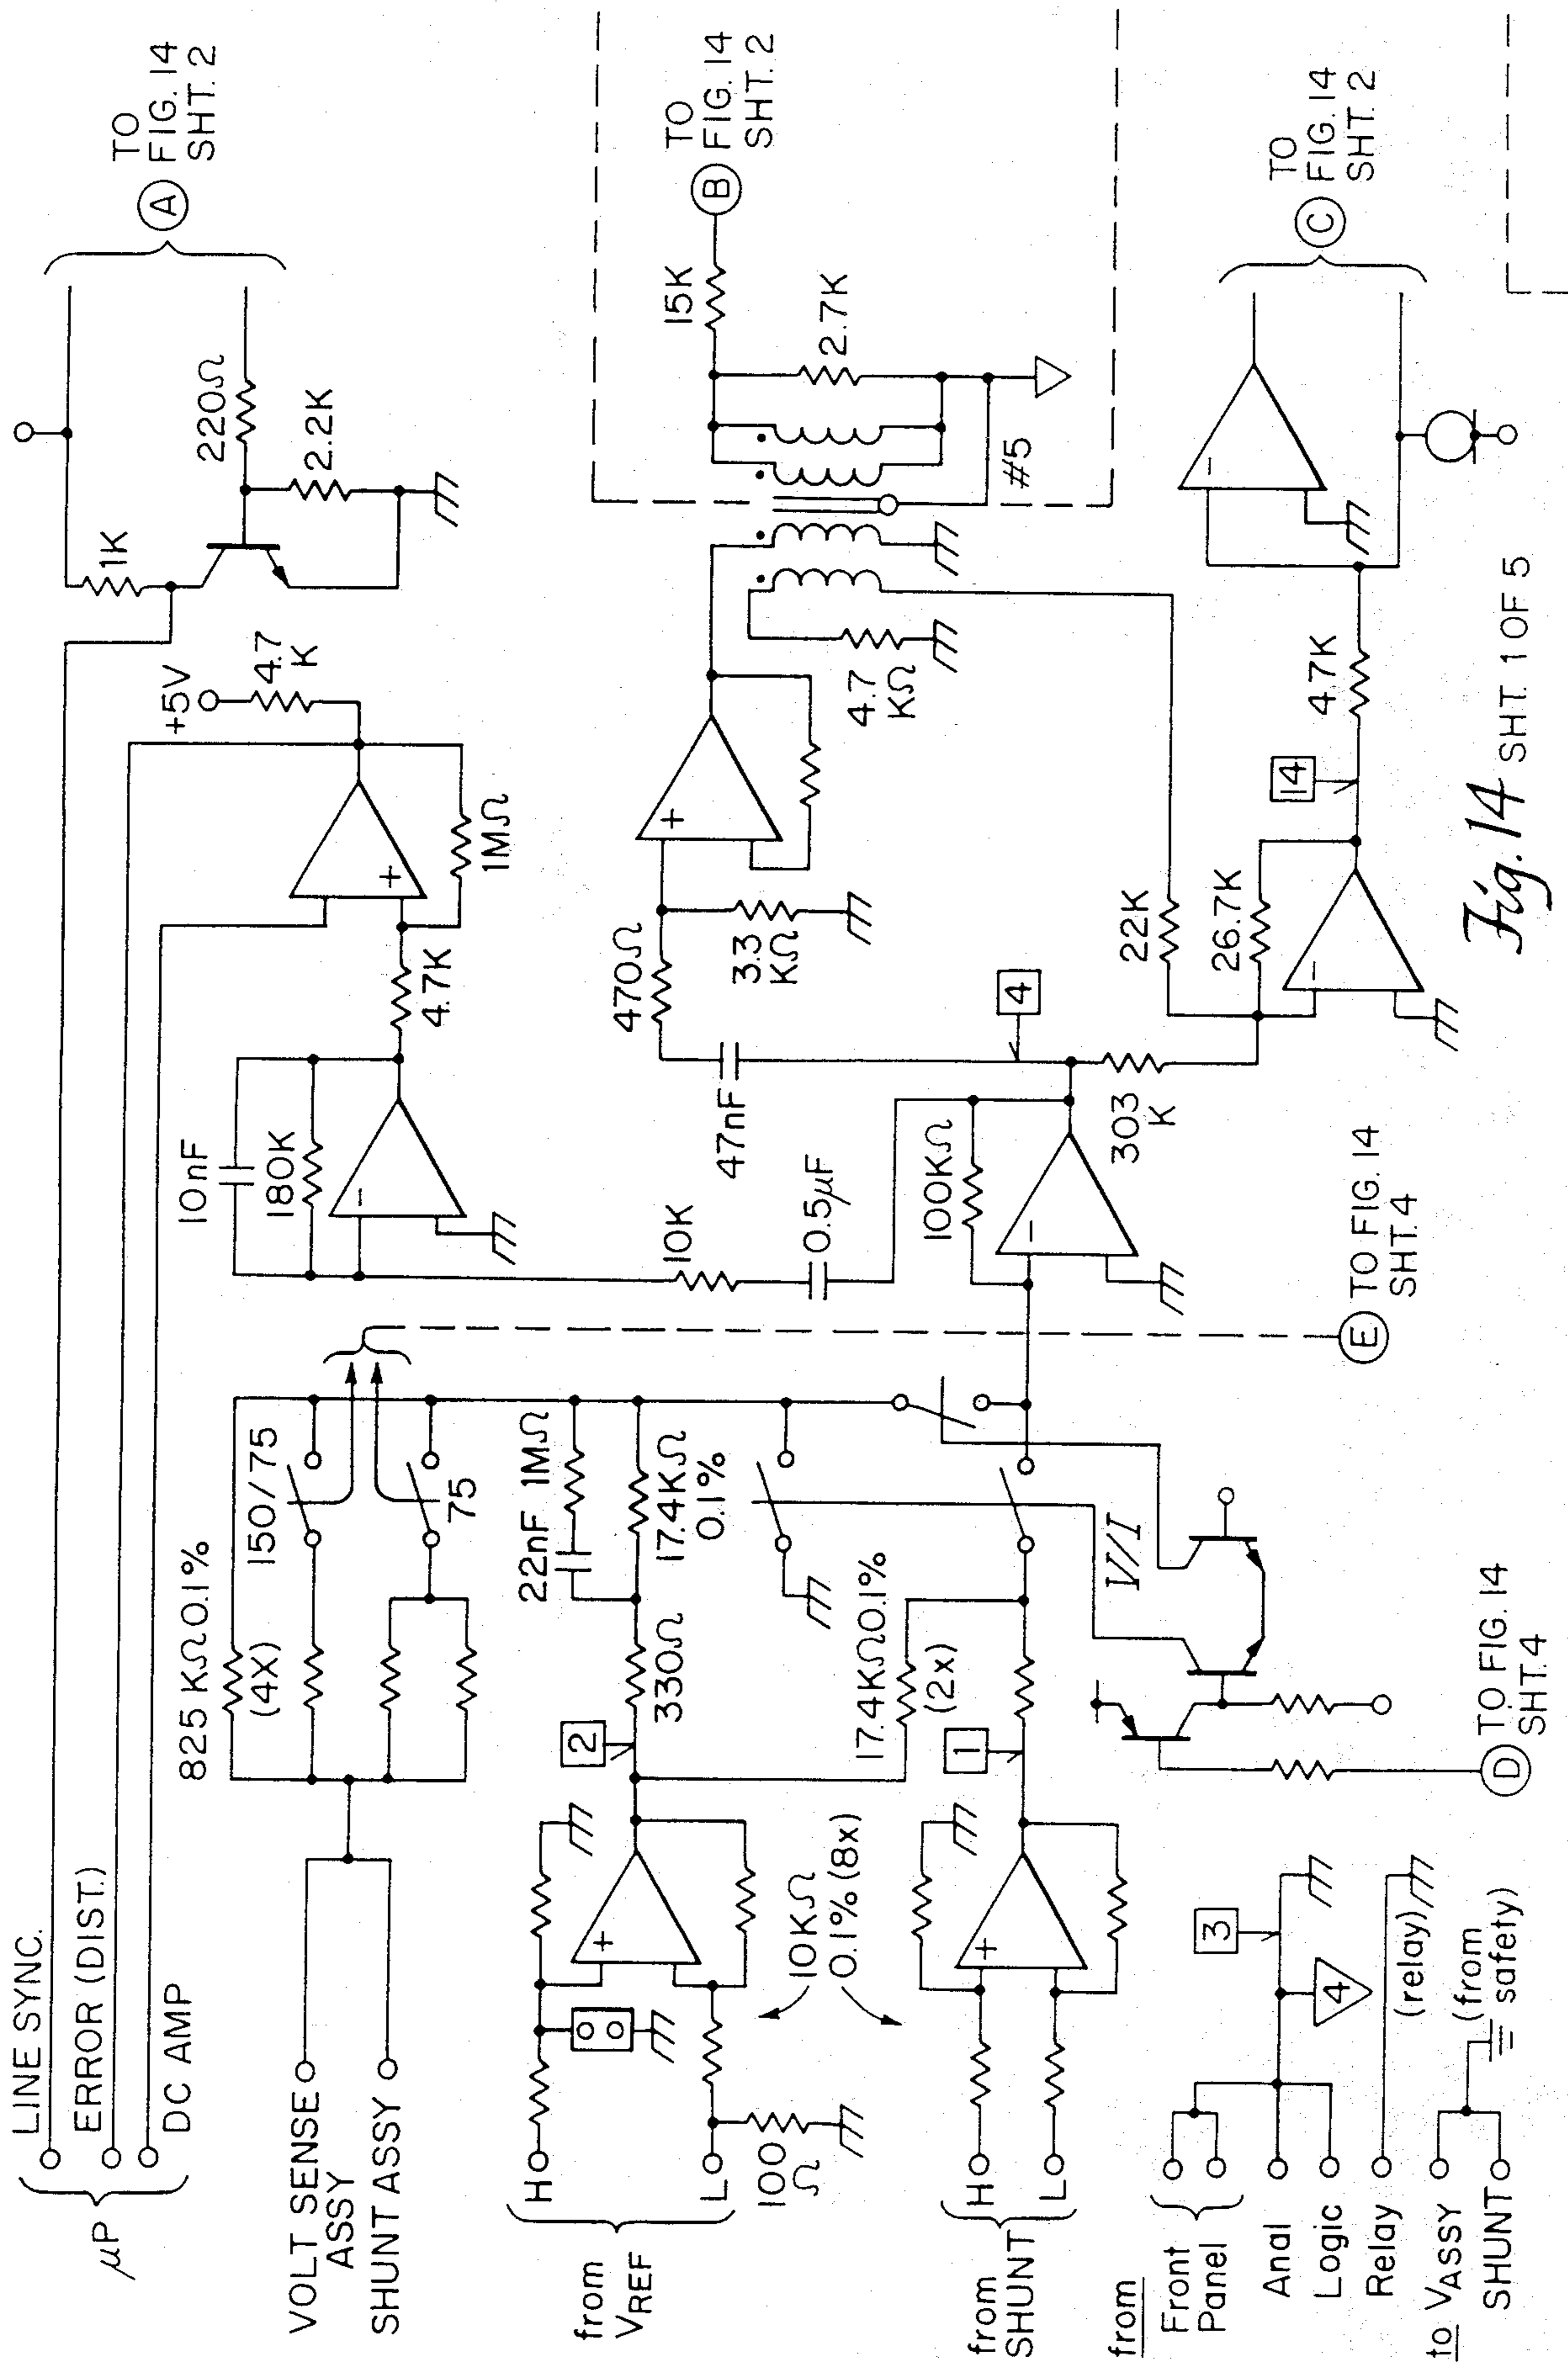 LINE SYNC.
ERROR (DIST.)
DC AMP
μP
1K
220Ω
2.2K
A
TO
FIG. 14
SHT. 2
+5V
4.7
K
1MΩ
4.7K
10nF
180K
10K
0.5μF
VOLT SENSE
ASSY
SHUNT ASSY
825 KΩ 0.1%
(4X)
150/75
75
22nF
1MΩ
17.4KΩ
0.1%
330Ω
2
from
VREF
H
L
100
Ω
+
10KΩ
0.1% (8x)
17.4KΩ 0.1%
(2x)
1
from
SHUNT
H
L
+
V/I
D
TO FIG. 14
SHT. 4
E
TO FIG. 14
SHT. 4
100KΩ
−
303
K
4
47nF
470Ω
3.3
KΩ
+
4.7
KΩ
#5
2.7K
15K
B
TO
FIG. 14
SHT. 2
22K
26.7K
−
14
4.7K
−
C
TO
FIG. 14
SHT. 2
from
Front
Panel
Anal
Logic
Relay
to VASSY
SHUNT
3
4
(relay)
(from
safety)
Fig. 14 SHT. 1 OF 5